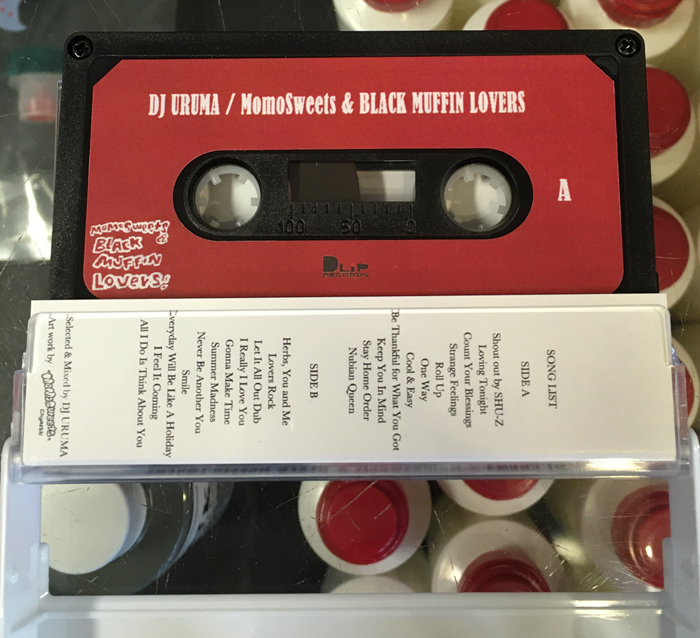 DJ URUMA / MomoSweets & BLACK MUFFIN LOVERS
A
MOMOSWEETS
&
BLACK
MUFFIN
LOVERS!
100 50 0
DLiP
RECORDS
SONG LIST
SIDE A
Shout out by SHU-Z
Loving Tonight
Count Your Blessings
Strange Feelings
Roll Up
One Way
Cool & Easy
Be Thankful for What You Got
Keep You In Mind
Stay Home Order
Nubian Queen
SIDE B
Herbs, You and Me
Lovers Rock
Let It All Out Dub
I Really I Love You
Gonna Make Time
Summer Madness
Never Be Another You
Smile
Everyday Will Be Like A Holiday
I Feel It Coming
All I Do Is Think About You
Selected & Mixed by DJ URUMA
Art work by